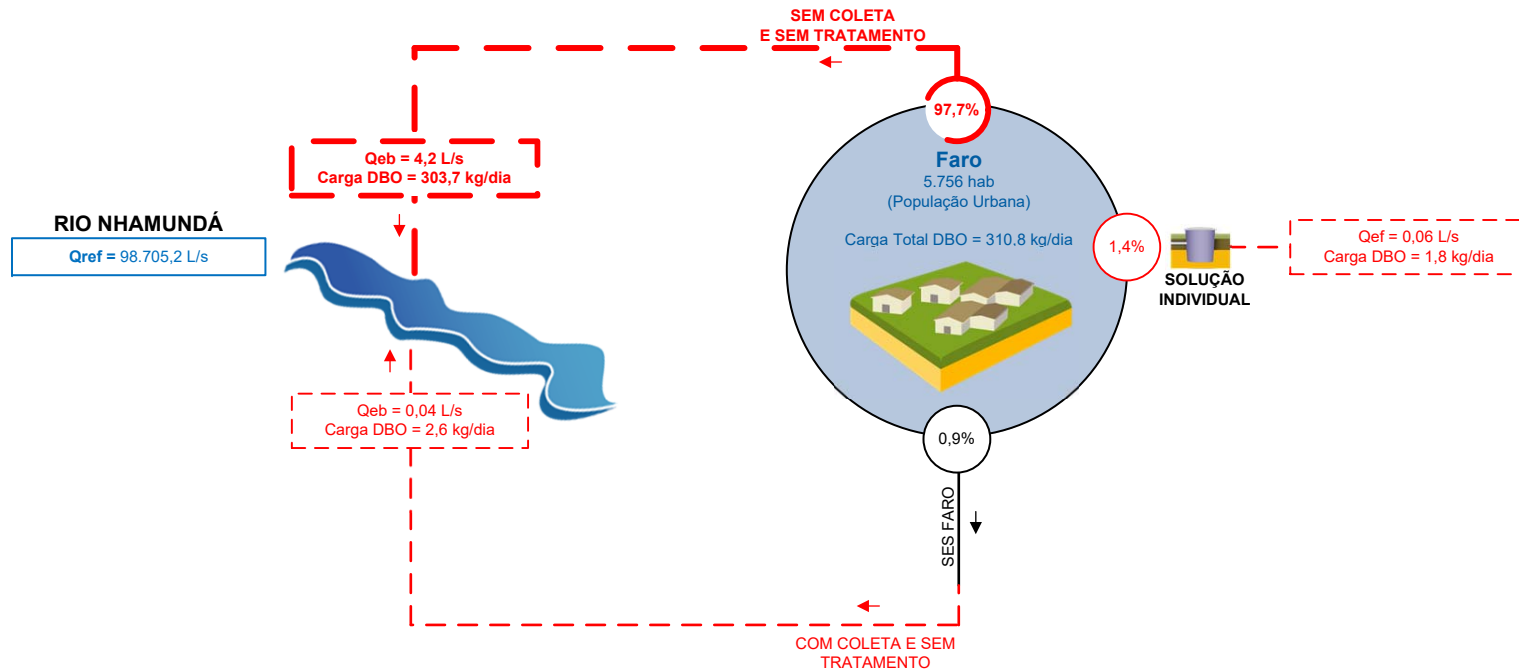 SEM COLETA
E SEM TRATAMENTO
97,7%
Qeb = 4,2 L/s
Carga DBO = 303,7 kg/dia
Faro
5.756 hab
(População Urbana)
Carga Total DBO = 310.8 kg/dia
RIO NHAMUNDÁ
Qref = 98.705,2 L/s
1,4%
SOLUÇÃO
INDIVIDUAL
Qef = 0,06 L/s
Carga DBO = 1,8 kg/dia
Qeb = 0,04 L/s
Carga DBO = 2,6 kg/dia
0,9%
SES FARO
COM COLETA E SEM
TRATAMENTO